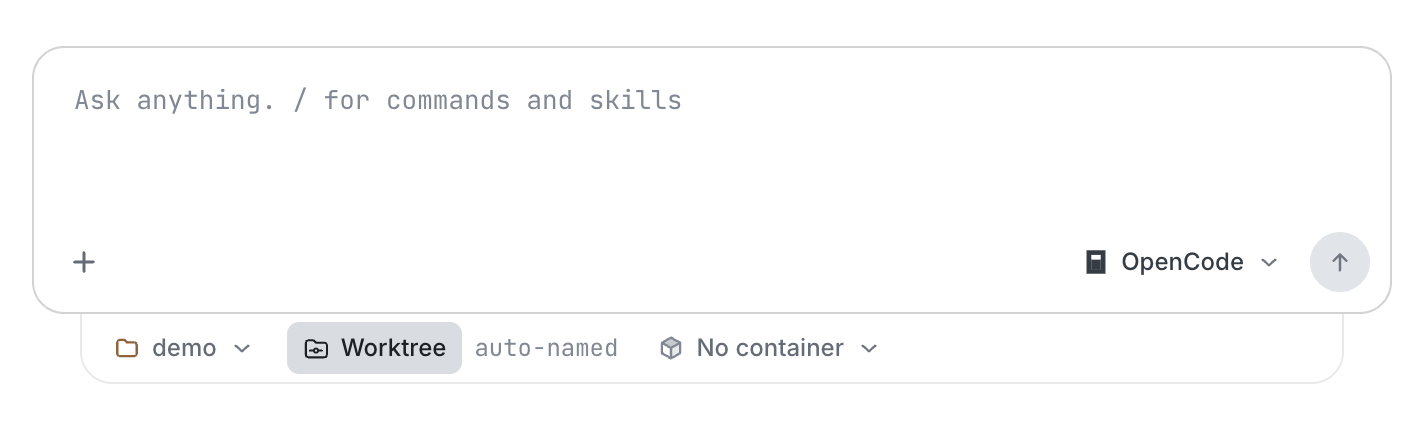 Ask anything. / for commands and skills
OpenCode
demo Worktree auto-named No container